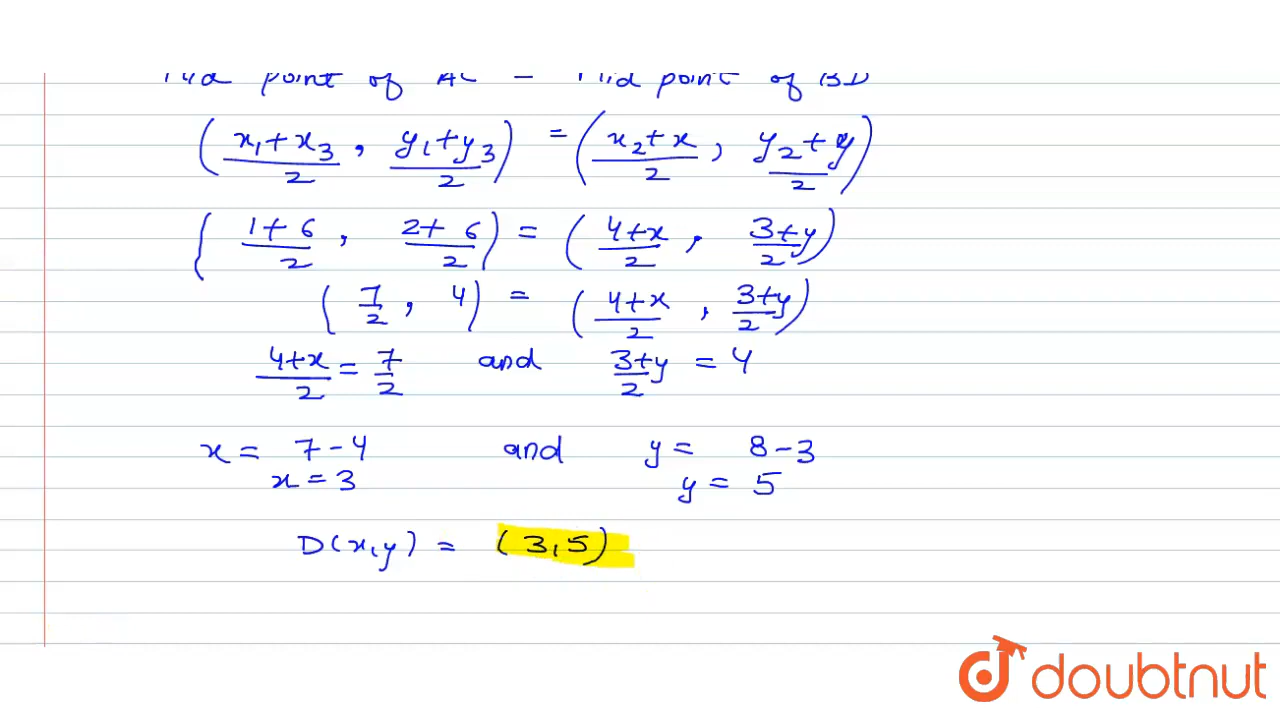 Mid point of AC = Mid point of BD
(x₁+x₃/2, y₁+y₃/2) = (x₂+x/2, y₂+y/2)
(1+6/2, 2+6/2) = (4+x/2, 3+y/2)
(7/2, 4) = (4+x/2, 3+y/2)
4+x/2 = 7/2 and 3+y/2 = 4
x = 7-4 and y = 8-3
x = 3 y = 5
D(x,y) = (3,5)
doubtnut